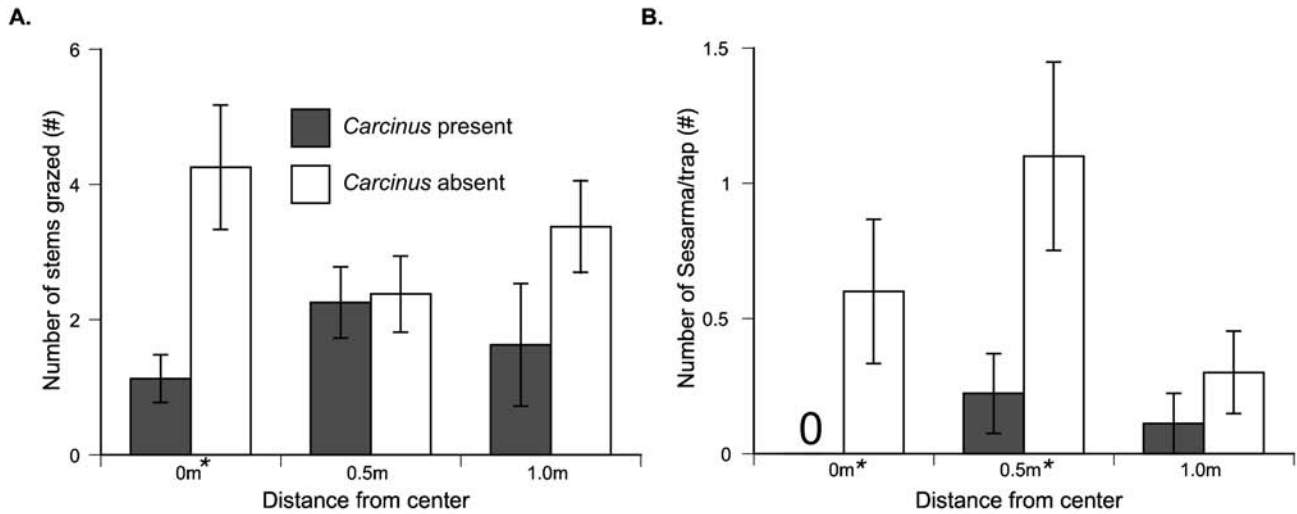 A.
Number of stems grazed (#)
6
4
2
0
Carcinus present
Carcinus absent
0m*
0.5m
1.0m
Distance from center
B.
Number of Sesarma/trap (#)
1.5
1
0.5
0
0
0m*
0.5m*
1.0m
Distance from center